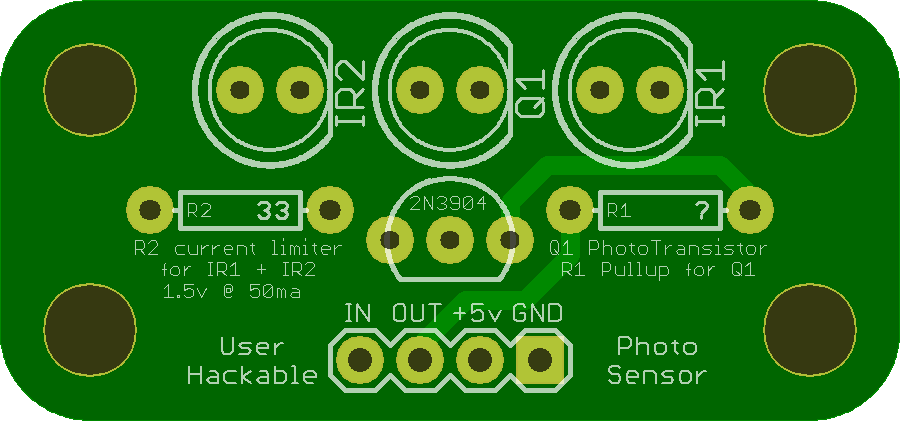 IR2
Q1
IR1
2N3904
R2 33
R1 ?
R2 current limiter
for IR1 + IR2
1.5v @ 50ma
Q1 PhotoTransistor
R1 Pullup for Q1
IN OUT +5v GND
User
Hackable
Photo
Sensor